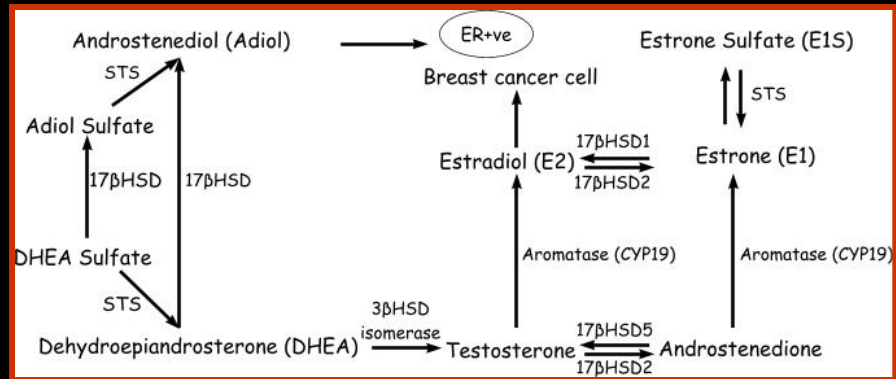 Androstenediol (Adiol)
ER+ve
Estrone Sulfate (E1S)
Breast cancer cell
STS
STS
Adiol Sulfate
17βHSD1
Estradiol (E2)
Estrone (E1)
17βHSD2
17βHSD
17βHSD
DHEA Sulfate
Aromatase (CYP19)
Aromatase (CYP19)
STS
3βHSD
isomerase
17βHSD5
Dehydroepiandrosterone (DHEA)
Testosterone
Androstenedione
17βHSD2